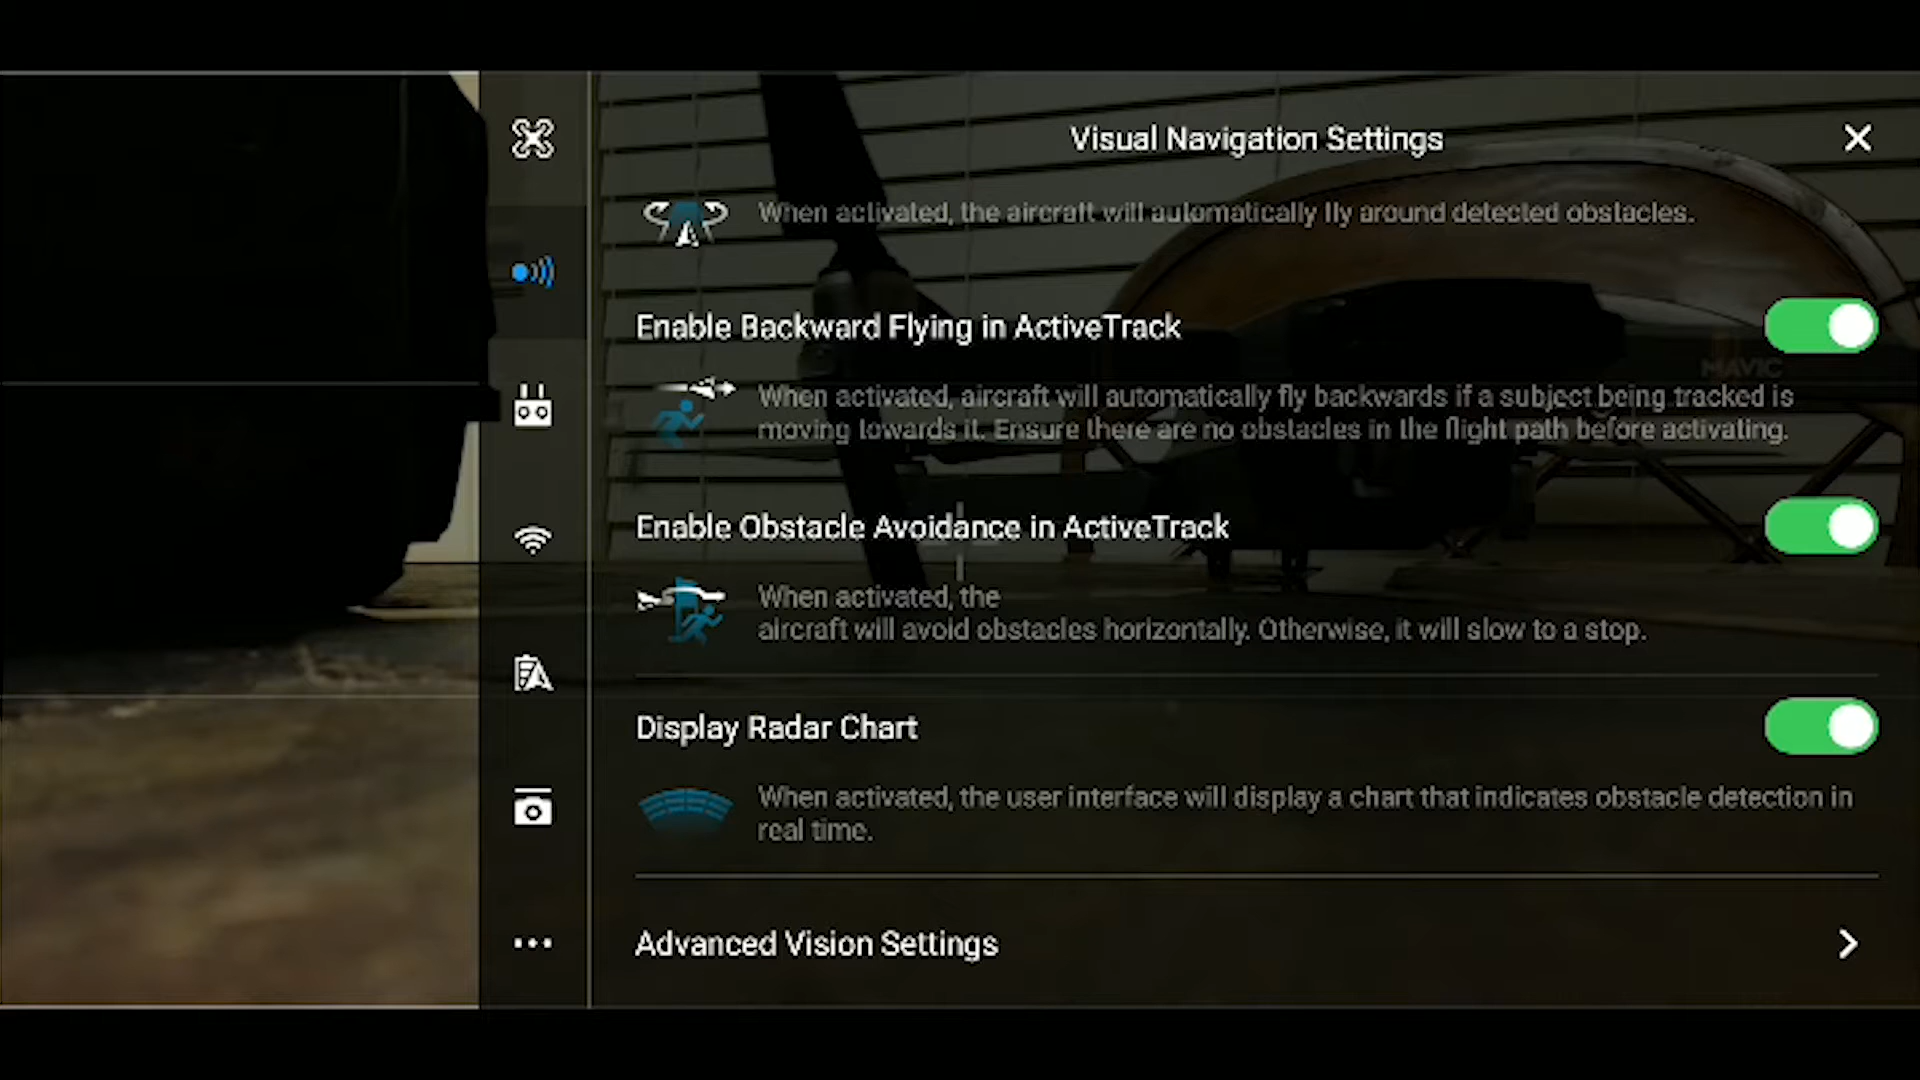 Visual Navigation Settings
When activated, the aircraft will automatically fly around detected obstacles.
Enable Backward Flying in ActiveTrack
MAVIC
When activated, aircraft will automatically fly backwards if a subject being tracked is
moving towards it. Ensure there are no obstacles in the flight path before activating.
Enable Obstacle Avoidance in ActiveTrack
When activated, the
aircraft will avoid obstacles horizontally. Otherwise, it will slow to a stop.
Display Radar Chart
When activated, the user interface will display a chart that indicates obstacle detection in
real time.
Advanced Vision Settings